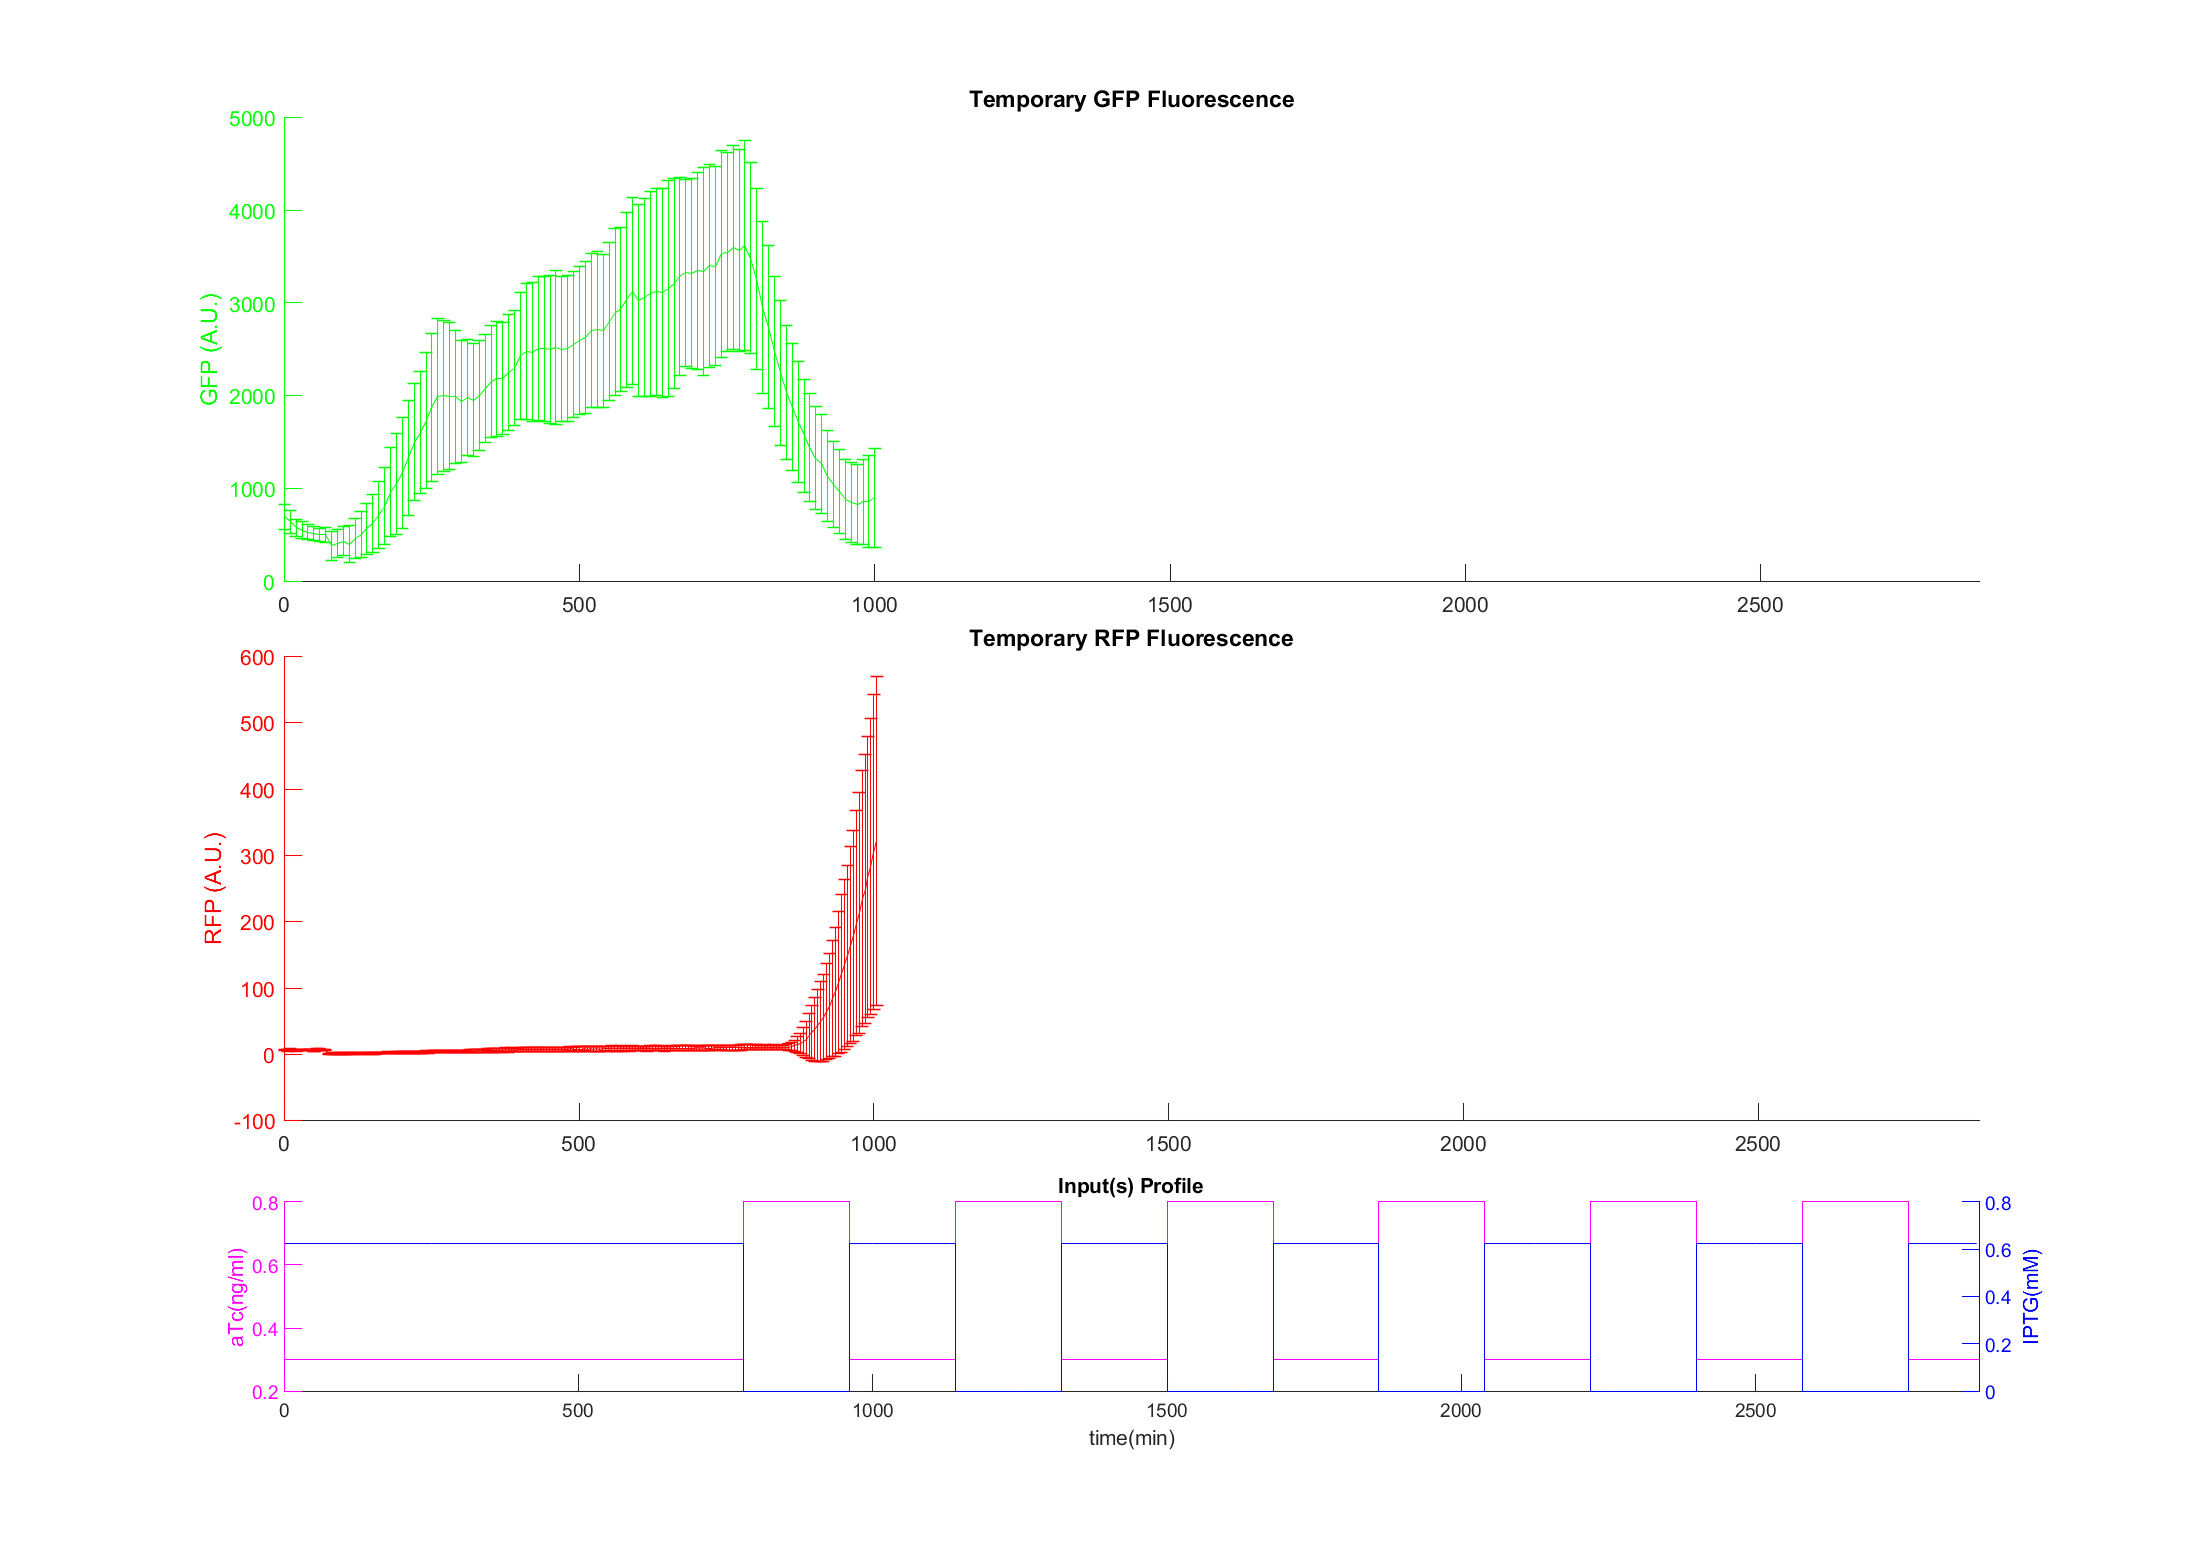 Temporary GFP Fluorescence
5000
4000
3000
2000
1000
0
GFP (A.U.)
0 500 1000 1500 2000 2500
Temporary RFP Fluorescence
600
500
400
300
200
100
0
-100
RFP (A.U.)
0 500 1000 1500 2000 2500
Input(s) Profile
0.8
0.6
0.4
0.2
aTc(ng/ml)
0.8
0.6
0.4
0.2
0
IPTG(mM)
0 500 1000 1500 2000 2500
time(min)